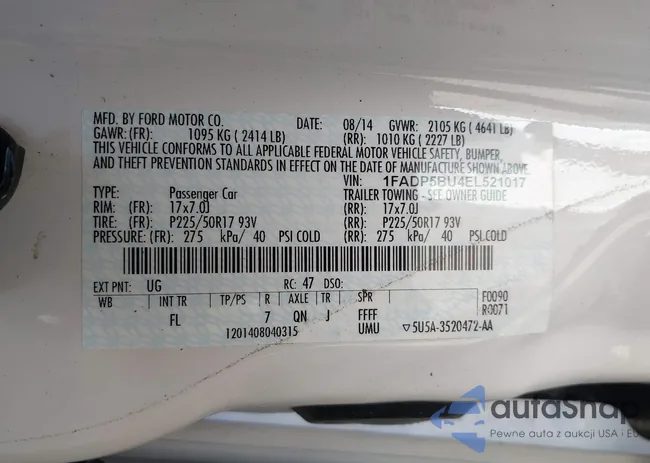 MFD. BY FORD MOTOR CO. DATE: 08/14 GVWR: 2105 KG ( 4641 LB)
GAWR: (FR): 1095 KG ( 2414 LB) (RR): 1010 KG ( 2227 LB)
THIS VEHICLE CONFORMS TO ALL APPLICABLE FEDERAL MOTOR VEHICLE SAFETY, BUMPER,
AND THEFT PREVENTION STANDARDS IN EFFECT ON THE DATE OF MANUFACTURE SHOWN ABOVE.
VIN: 1FADP5BU4EL521017
TYPE: Passenger Car TRAILER TOWING - SEE OWNER GUIDE
RIM: (FR): 17x7.0J (RR): 17x7.0J
TIRE: (FR): P225/50R17 93V (RR): P225/50R17 93V
PRESSURE: (FR): 275 kPa/ 40 PSI COLD (RR): 275 kPa/ 40 PSI COLD
EXT PNT: UG RC: 47 DSO:
WB INT TR TP/PS R AXLE TR SPR F0090
R0071
FL 7 QN J FFFF
1201408040315 UMU ▽5U5A-3520472-AA
autaSnap
Pewne auta z aukcji USA i